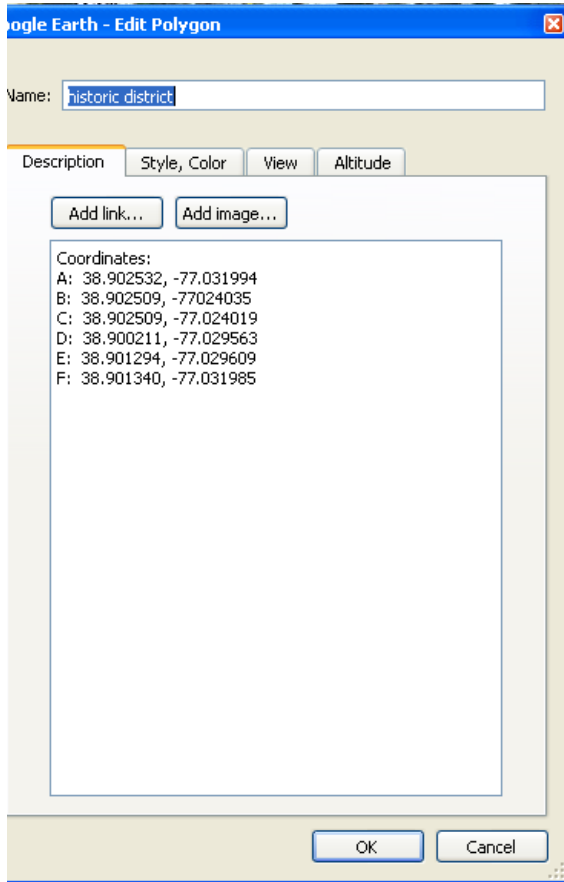 oogle Earth - Edit Polygon
Name: historic district
Description Style, Color View Altitude
Add link... Add image...
Coordinates:
A: 38.902532, -77.031994
B: 38.902509, -77024035
C: 38.902509, -77.024019
D: 38.900211, -77.029563
E: 38.901294, -77.029609
F: 38.901340, -77.031985
OK Cancel